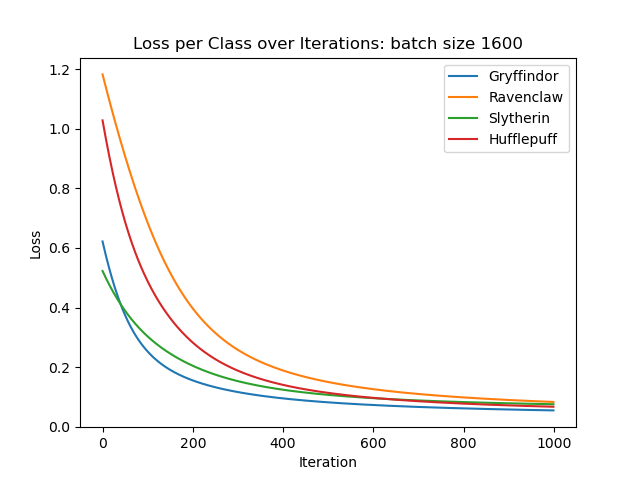 Loss per Class over Iterations: batch size 1600
Gryffindor
Ravenclaw
Slytherin
Hufflepuff
Loss
1.2
1.0
0.8
0.6
0.4
0.2
0.0
0 200 400 600 800 1000
Iteration